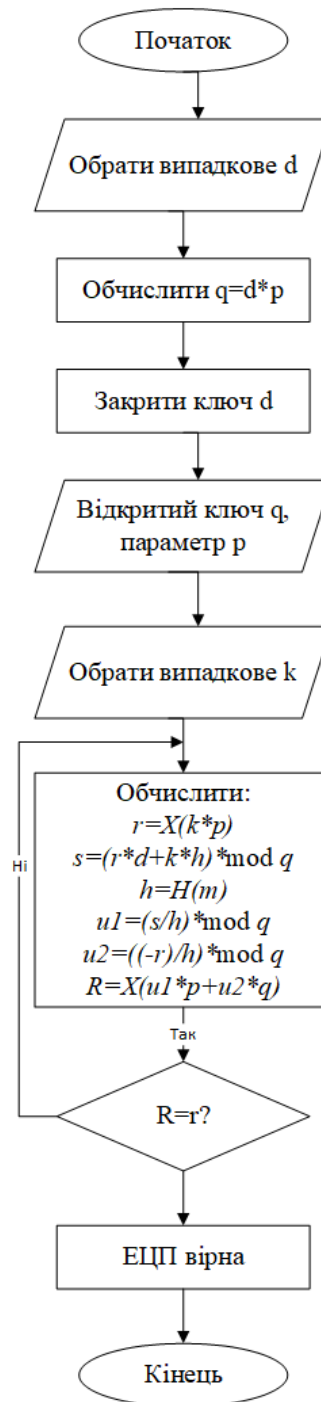 Початок
Обрати випадкове d
Обчислити q=d*p
Закрити ключ d
Відкритий ключ q,
параметр p
Обрати випадкове k
Обчислити:
r=X(k*p)
s=(r*d+k*h)*mod q
h=H(m)
u1=(s/h)*mod q
u2=((-r)/h)*mod q
R=X(u1*p+u2*q)
Ні
Так
R=r?
ЕЦП вірна
Кінець